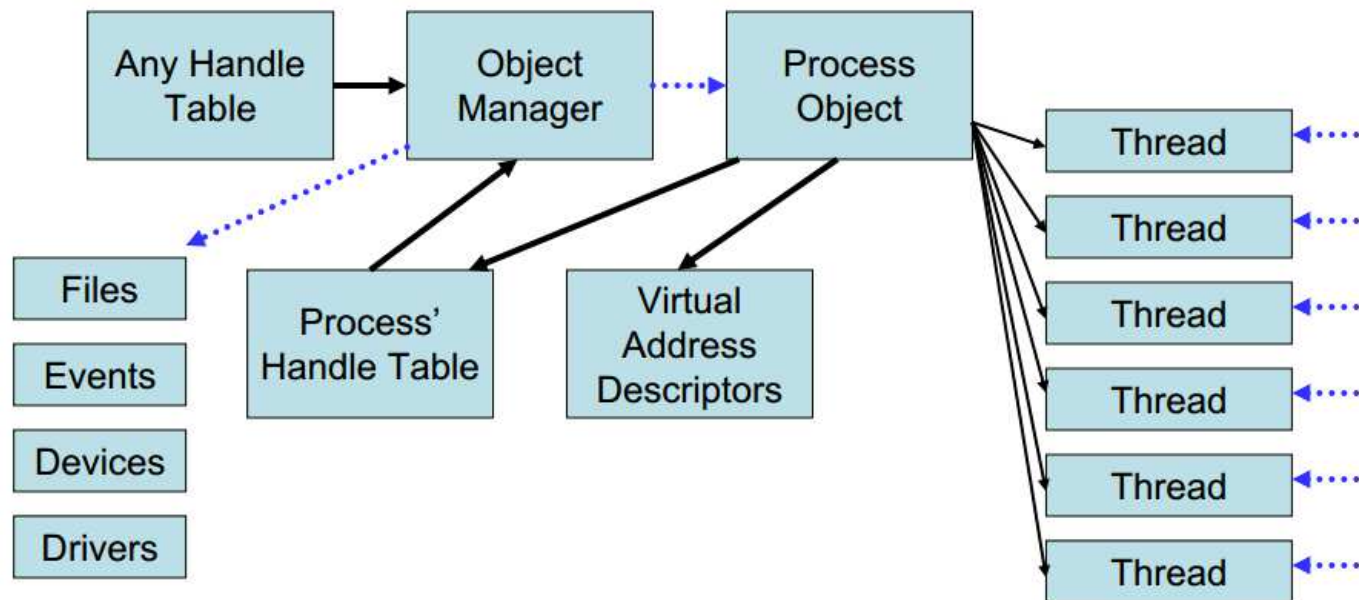 Any Handle
Table
Object
Manager
Process
Object
Thread
Thread
Thread
Thread
Thread
Thread
Files
Events
Devices
Drivers
Process’
Handle Table
Virtual
Address
Descriptors